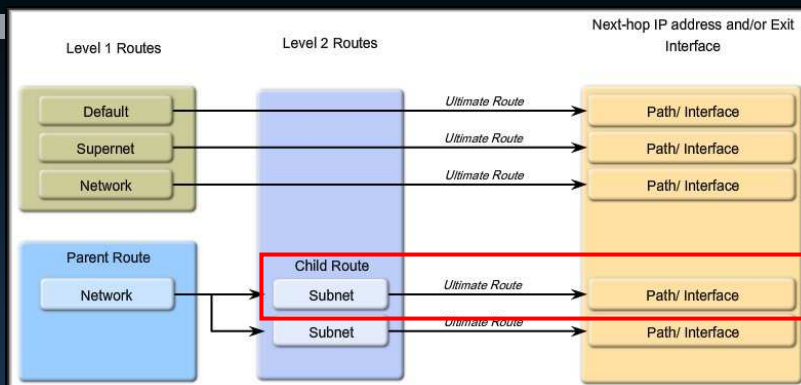 Level 1 Routes
Level 2 Routes
Next-hop IP address and/or Exit
Interface
Default
Ultimate Route
Path/ Interface
Supernet
Ultimate Route
Path/ Interface
Network
Ultimate Route
Path/ Interface
Parent Route
Child Route
Network
Subnet
Ultimate Route
Path/ Interface
Subnet
Ultimate Route
Path/ Interface